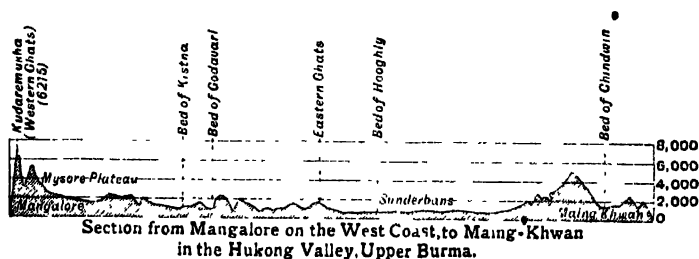 Kudaremukha
(Western Ghats)
(6215)
Bed of Kistna
Bed of Godavari
Eastern Ghats
Bed of Hooghly
Bed of Chindwin
8,000
6,000
4,000
2,000
0
Mysore Plateau
Mangalore
Sunderbans
Maing Khwan
Section from Mangalore on the West Coast, to Maing-Khwan
in the Hukong Valley, Upper Burma.